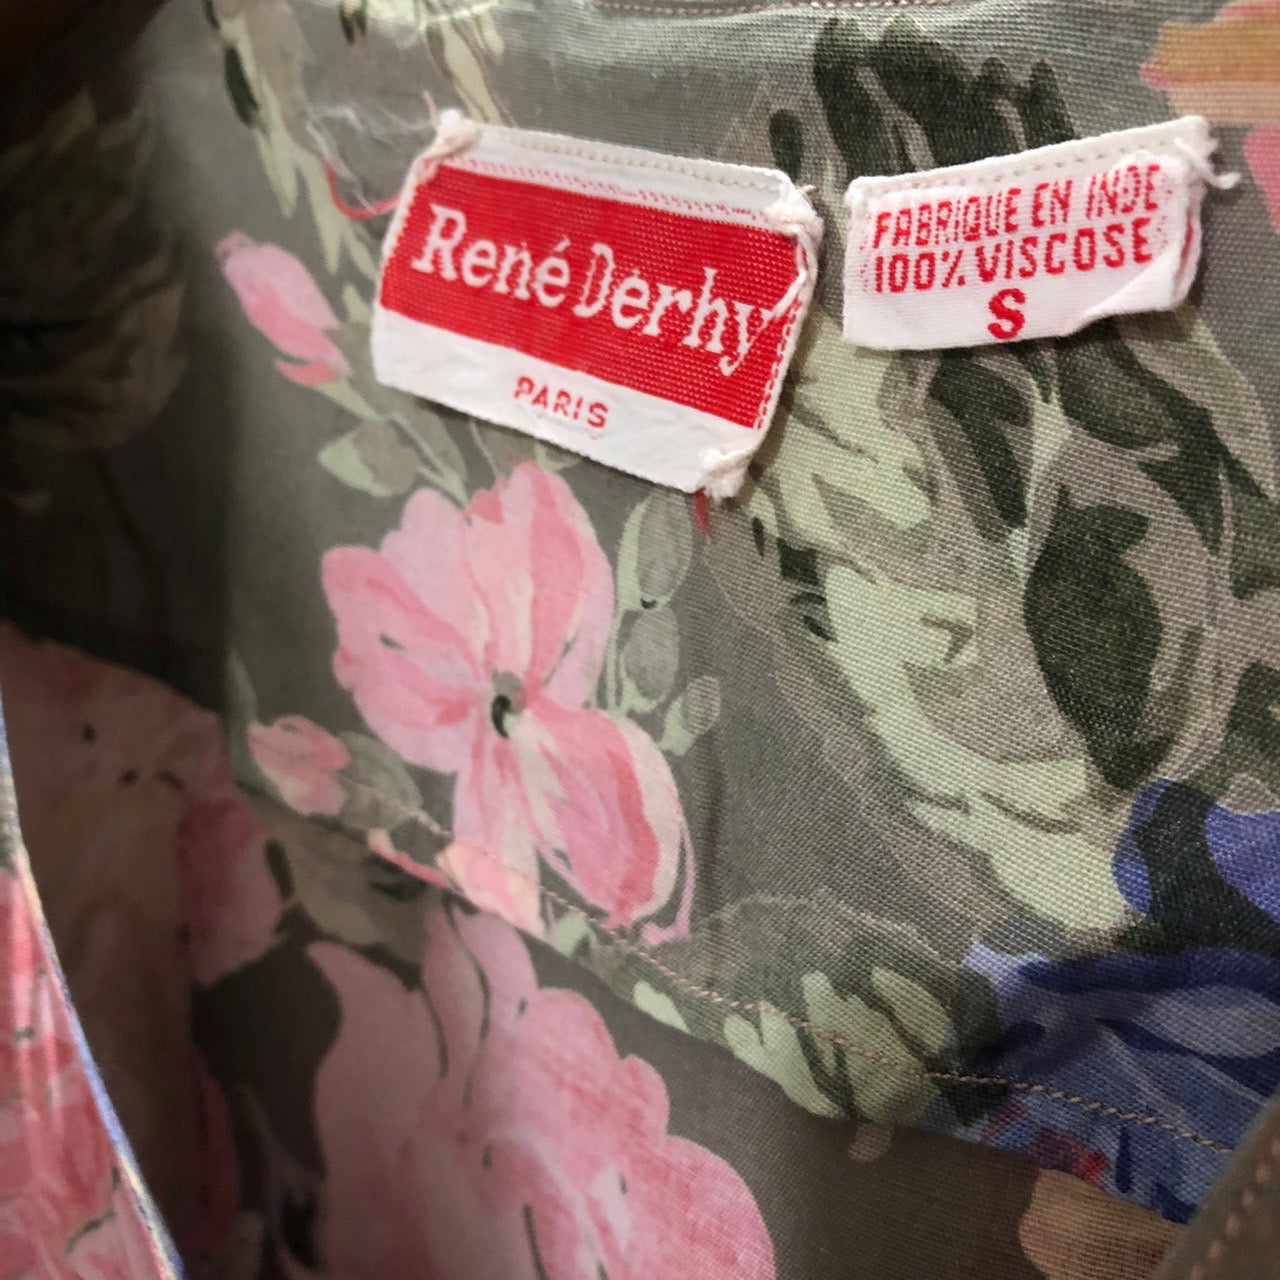 René Derhy
PARIS
FABRIQUE EN INDE
100% VISCOSE
S